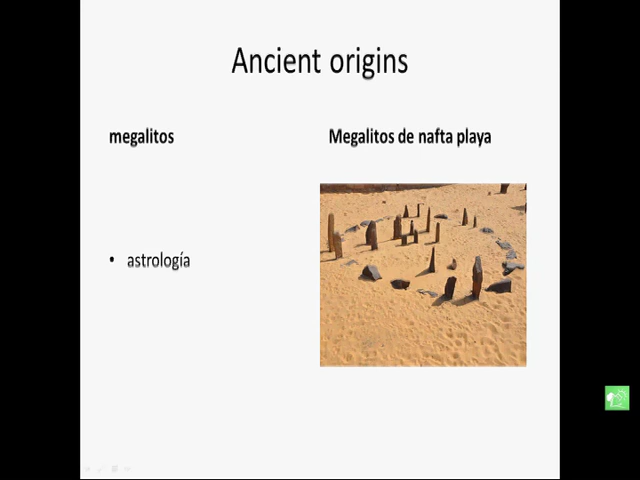 Ancient origins
megalitos
Megalitos de nafta playa
• astrología